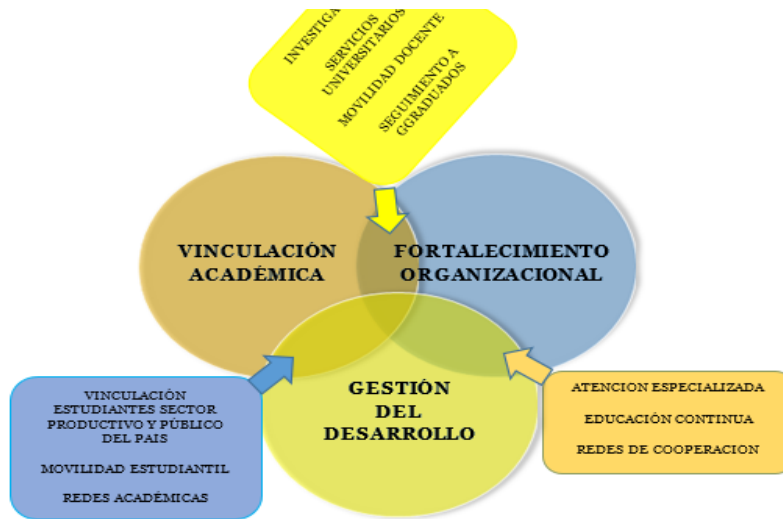 SERVICIOS
UNIVERSITARIOS
MOVILIDAD DOCENTE
SEGUIMIENTO A
GGRADUADOS
VINCULACIÓN
ACADÉMICA
FORTALECIMIENTO
ORGANIZACIONAL
GESTIÓN
DEL
DESARROLLO
VINCULACIÓN
ESTUDIANTES SECTOR
PRODUCTIVO Y PÚBLICO
DEL PAIS
MOVILIDAD ESTUDIANTIL
REDES ACADÉMICAS
ATENCION ESPECIALIZADA
EDUCACIÓN CONTINUA
REDES DE COOPERACION